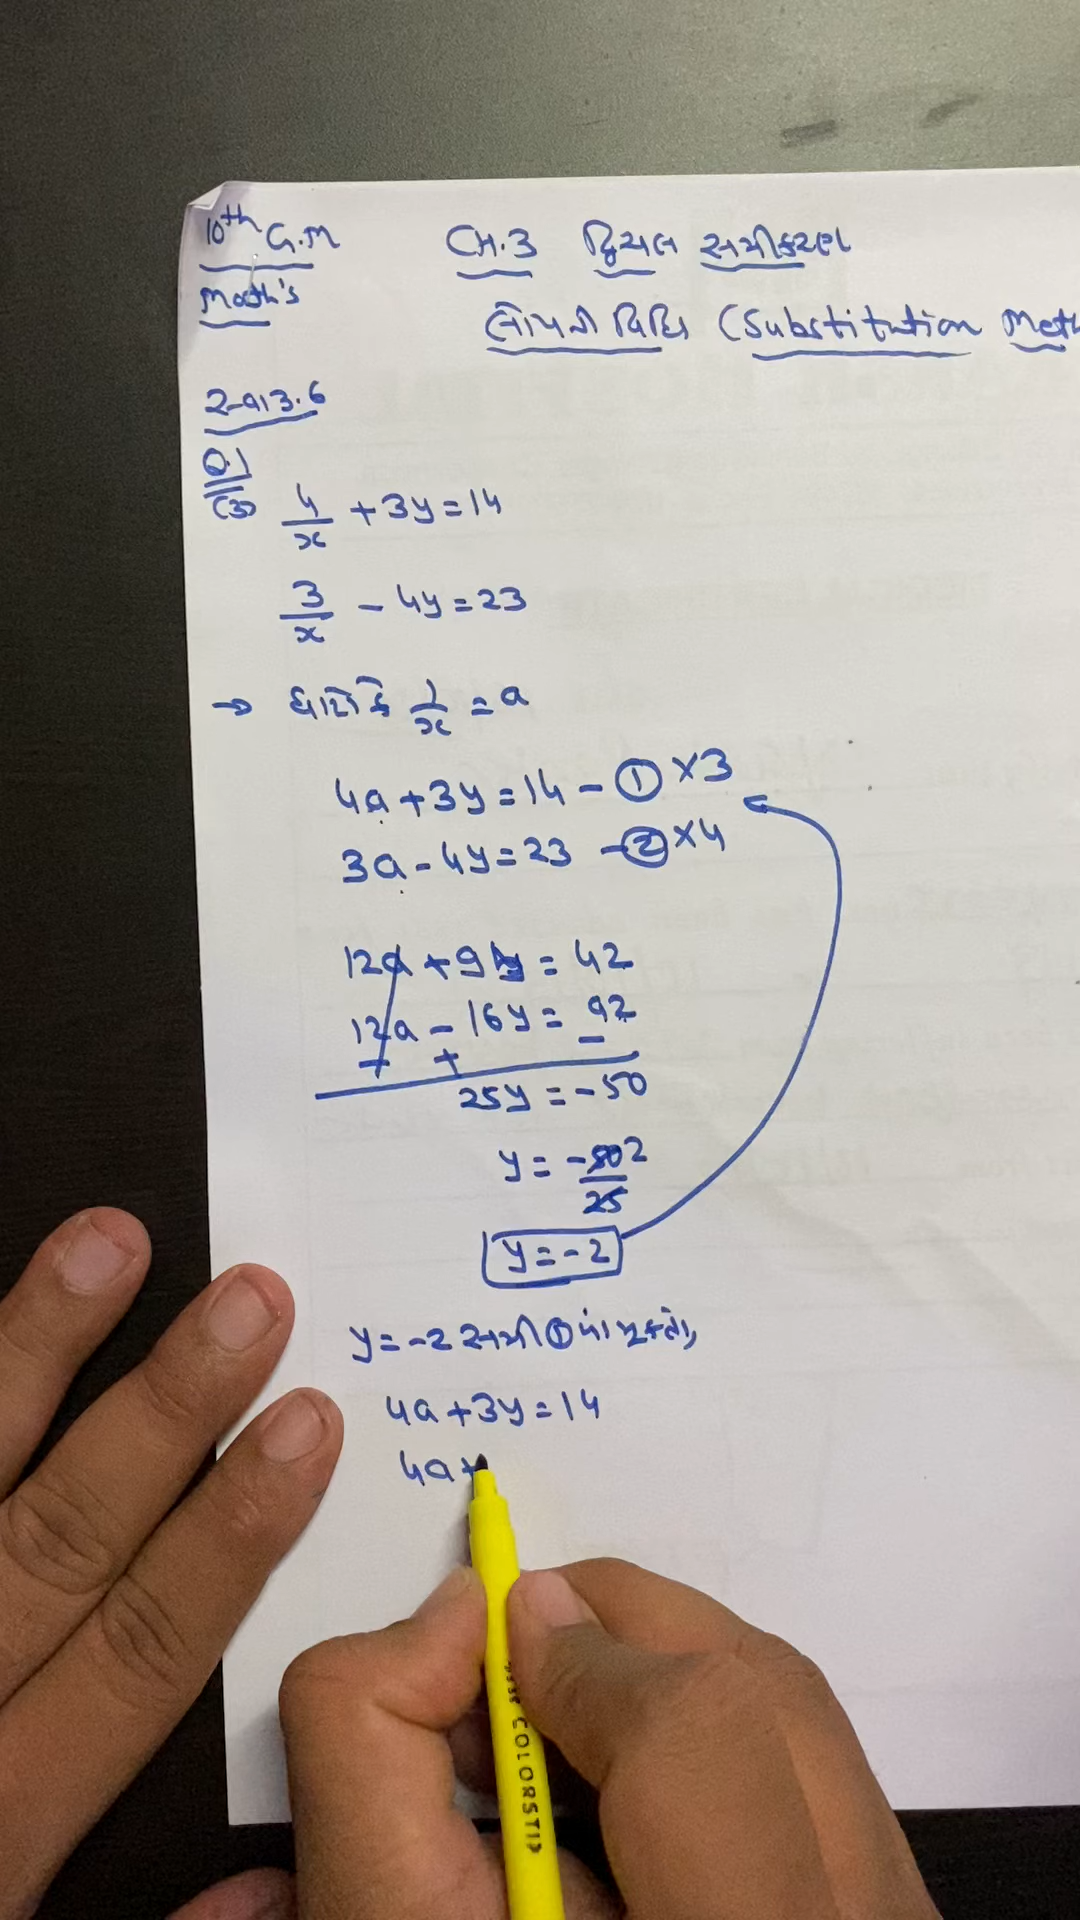 10th G.M
Math's
CH.3 દ્વિચલ સમીકરણ
લોપની વિધિ (Substitution Meth
સ્વા 3.6
Q.1
(3) 4/x + 3y = 14
3/x - 4y = 23
→ ધારો કે 1/x = a
4a + 3y = 14 - ① ×3
3a - 4y = 23 - ② ×4
12a + 9y = 42
12a - 16y = 92
- + -
25y = -50
y = -50/25 2
y = -2
y = -2 સમી ① માં મુકતાં,
4a + 3y = 14
4a +
COLORSTIX